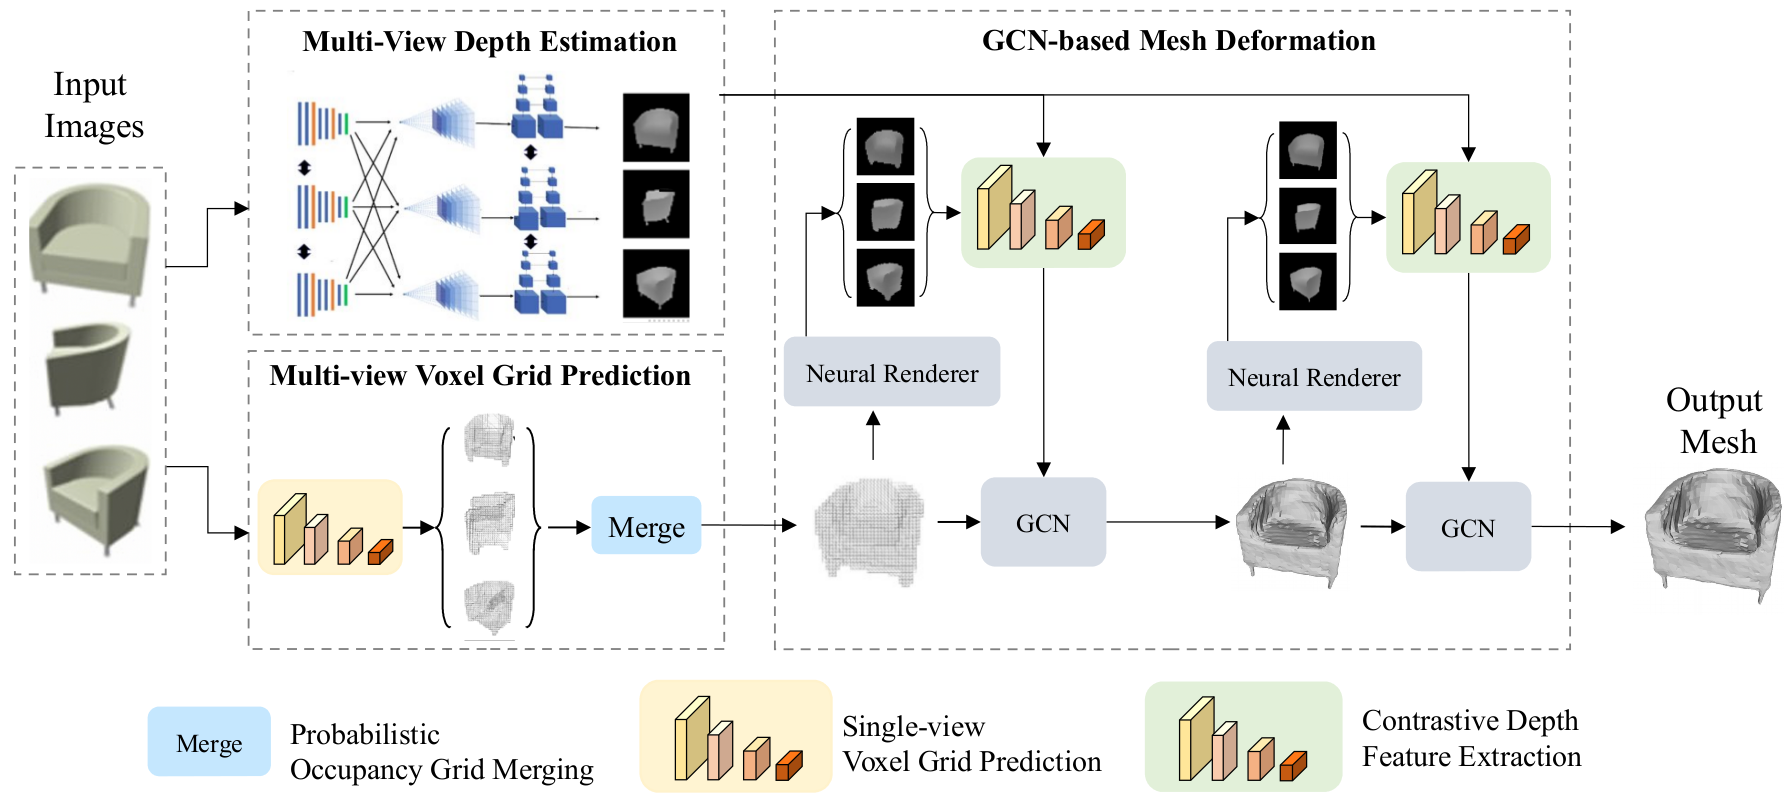 Input
Images
Multi-View Depth Estimation
GCN-based Mesh Deformation
Multi-view Voxel Grid Prediction
Neural Renderer
Neural Renderer
Merge
GCN
GCN
Output
Mesh
Merge
Probabilistic
Occupancy Grid Merging
Single-view
Voxel Grid Prediction
Contrastive Depth
Feature Extraction